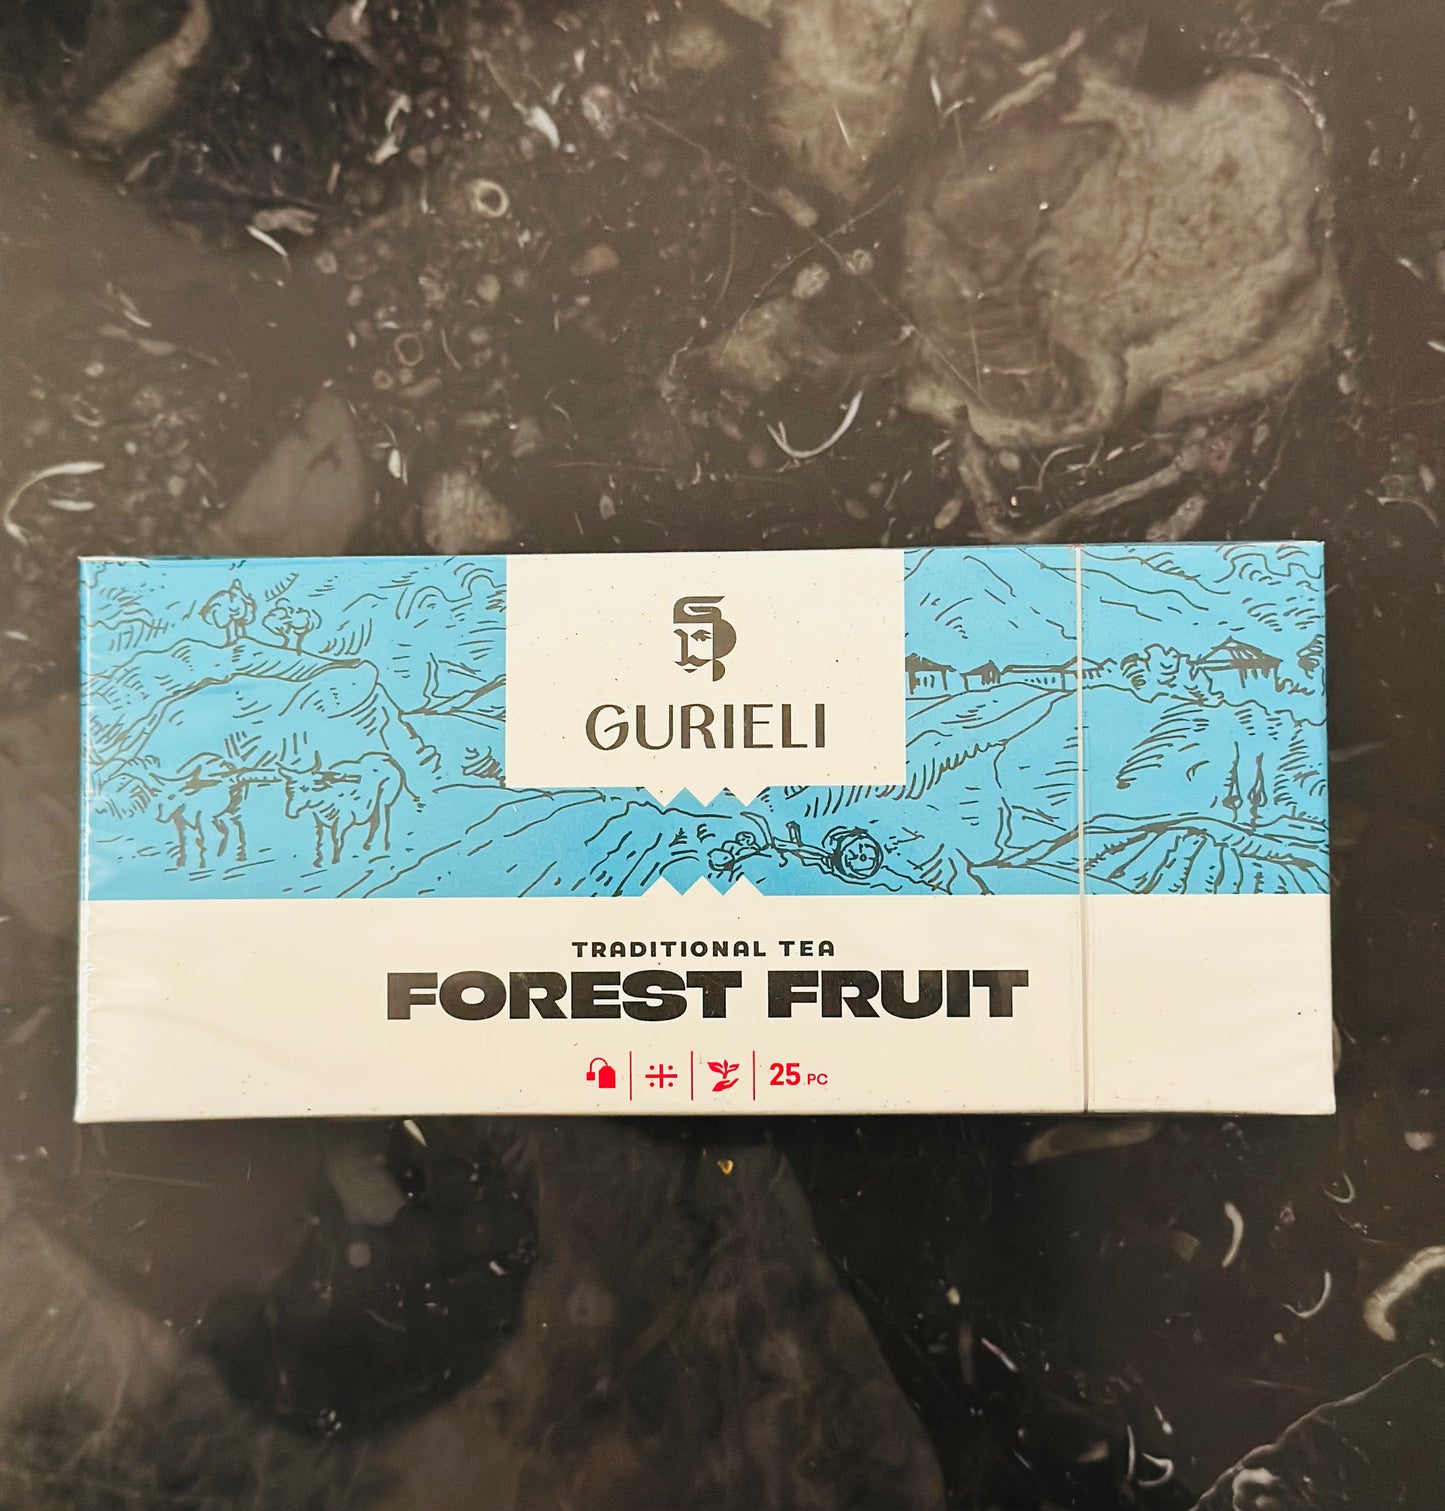 GURIELI
TRADITIONAL TEA
FOREST FRUIT
25 PC